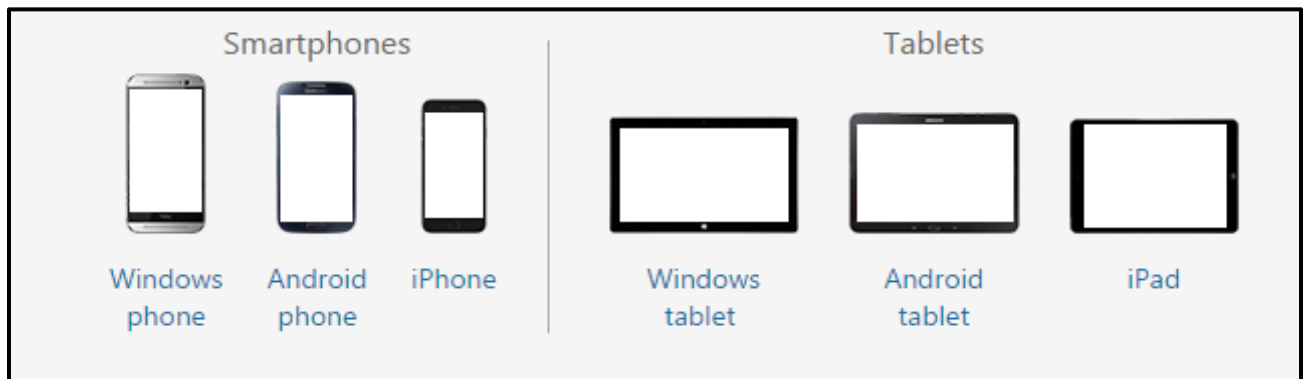 Smartphones
Tablets
Windows phone
Android phone
iPhone
Windows tablet
Android tablet
iPad